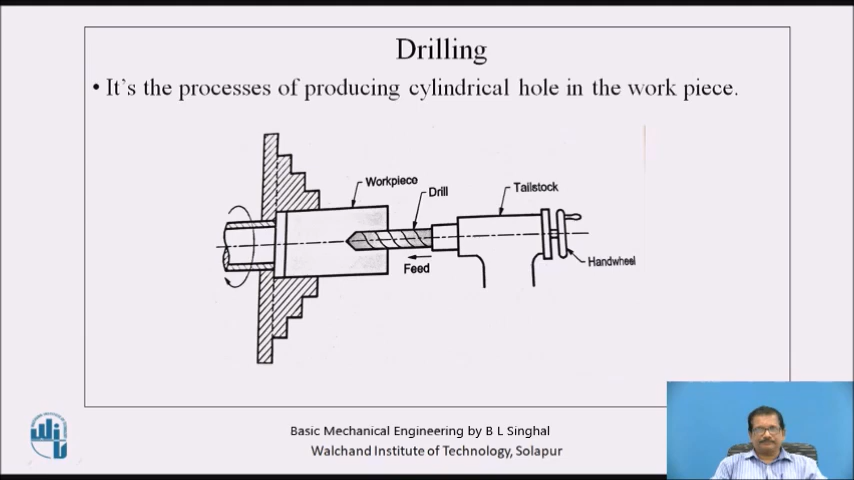 Drilling
• It's the processes of producing cylindrical hole in the work piece.
Workpiece
Drill
Tailstock
Feed
Handwheel
Basic Mechanical Engineering by B L Singhal
Walchand Institute of Technology, Solapur